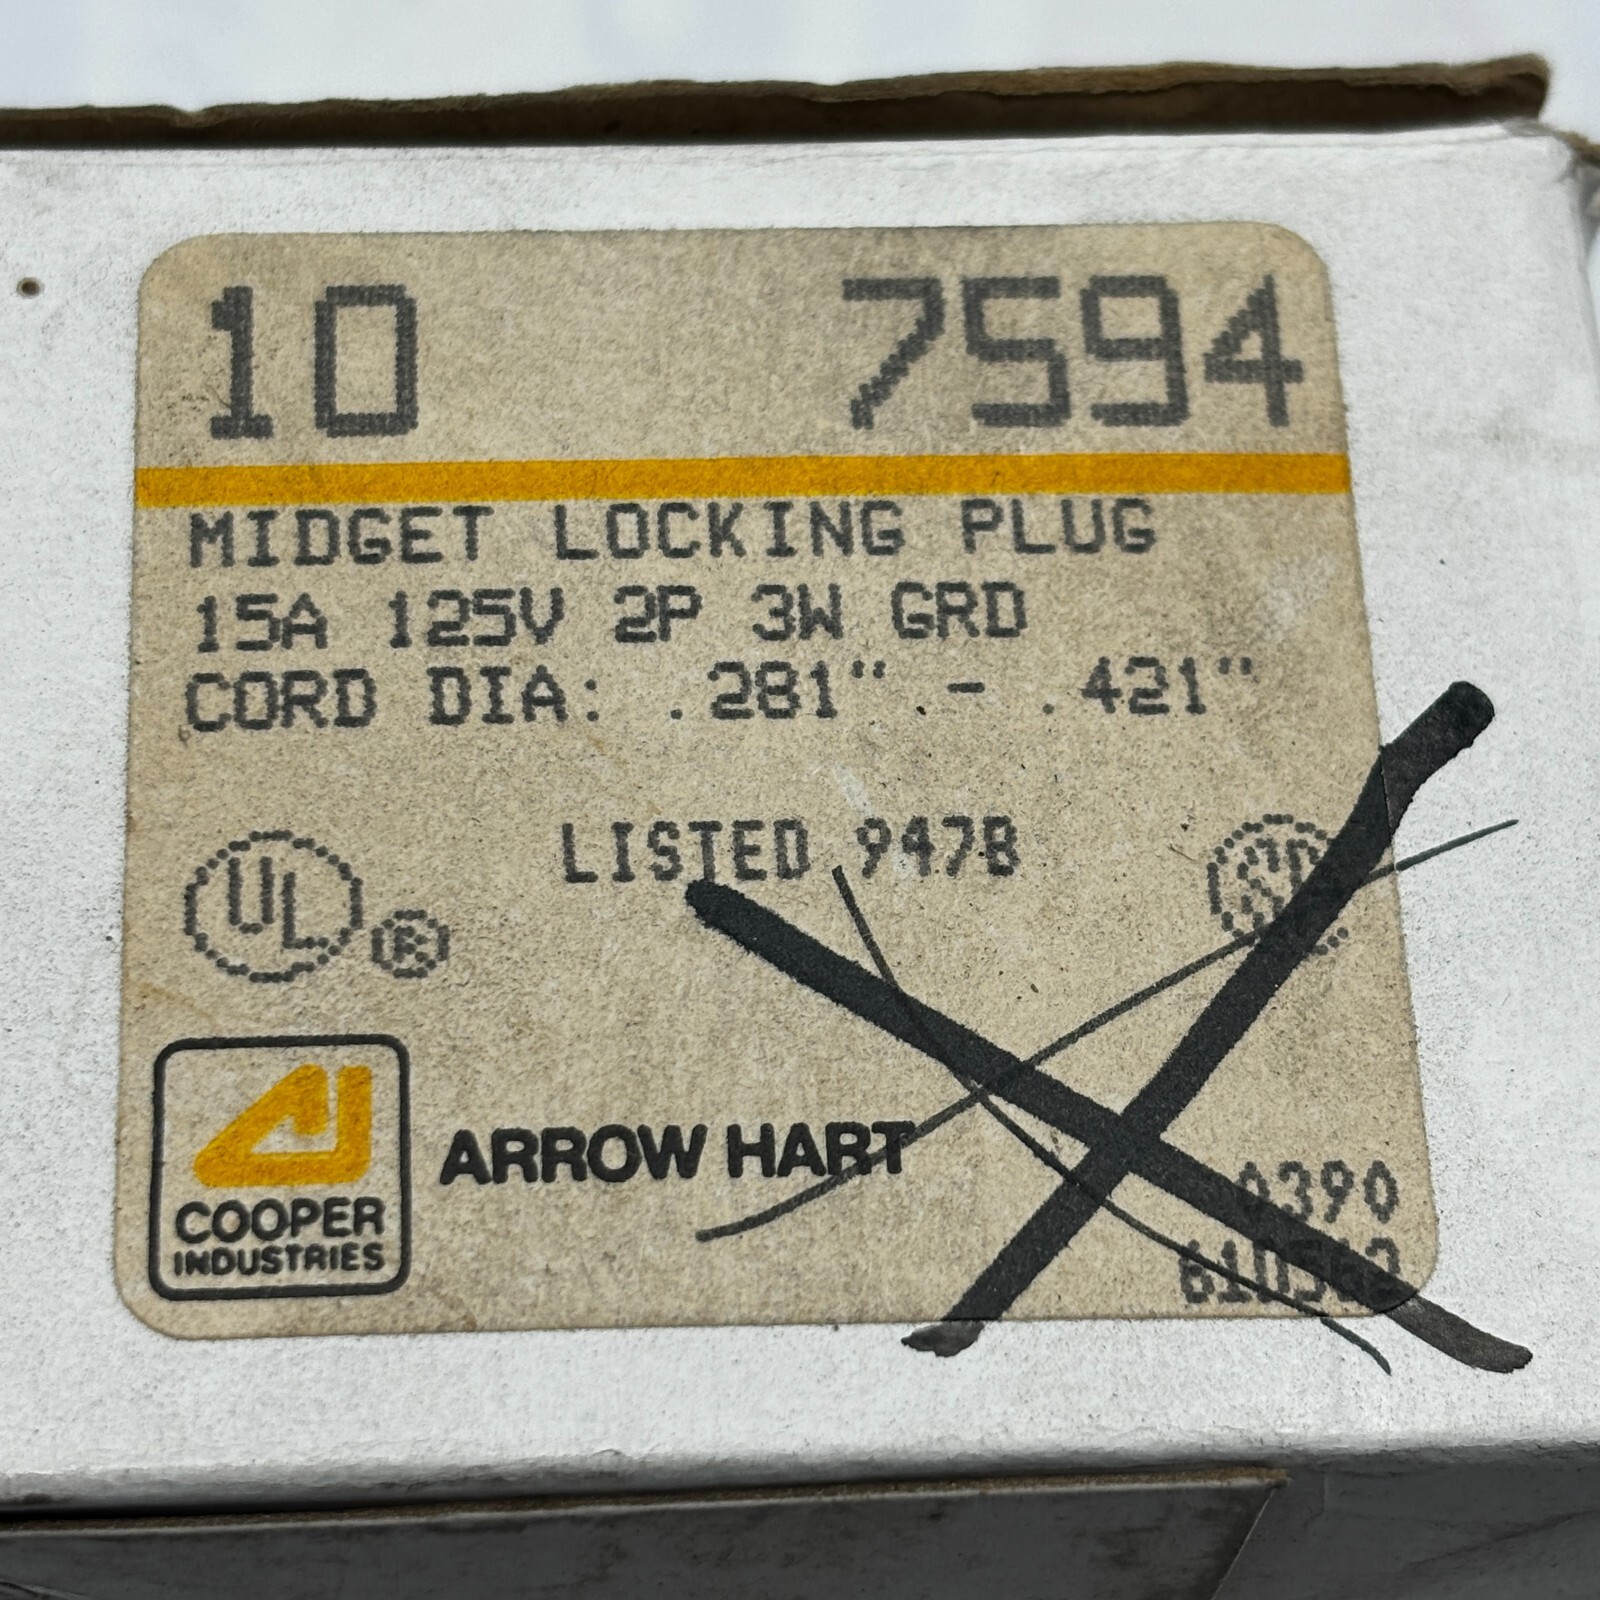 10 7594
MIDGET LOCKING PLUG
15A 125V 2P 3W GRD
CORD DIA: .281" - .421"
LISTED 947B
UL
COOPER
INDUSTRIES
ARROW HART
0390